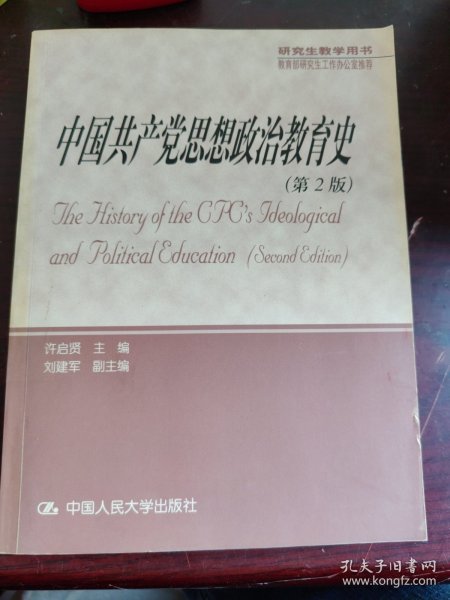 研究生教学用书
教育部研究生工作办公室推荐
中国共产党思想政治教育史
(第2版)
The History of the CPC's Ideological
and Political Education (Second Edition)
许启贤 主编
刘建军 副主编
中国人民大学出版社
孔夫子旧书网
www.kongfz.com